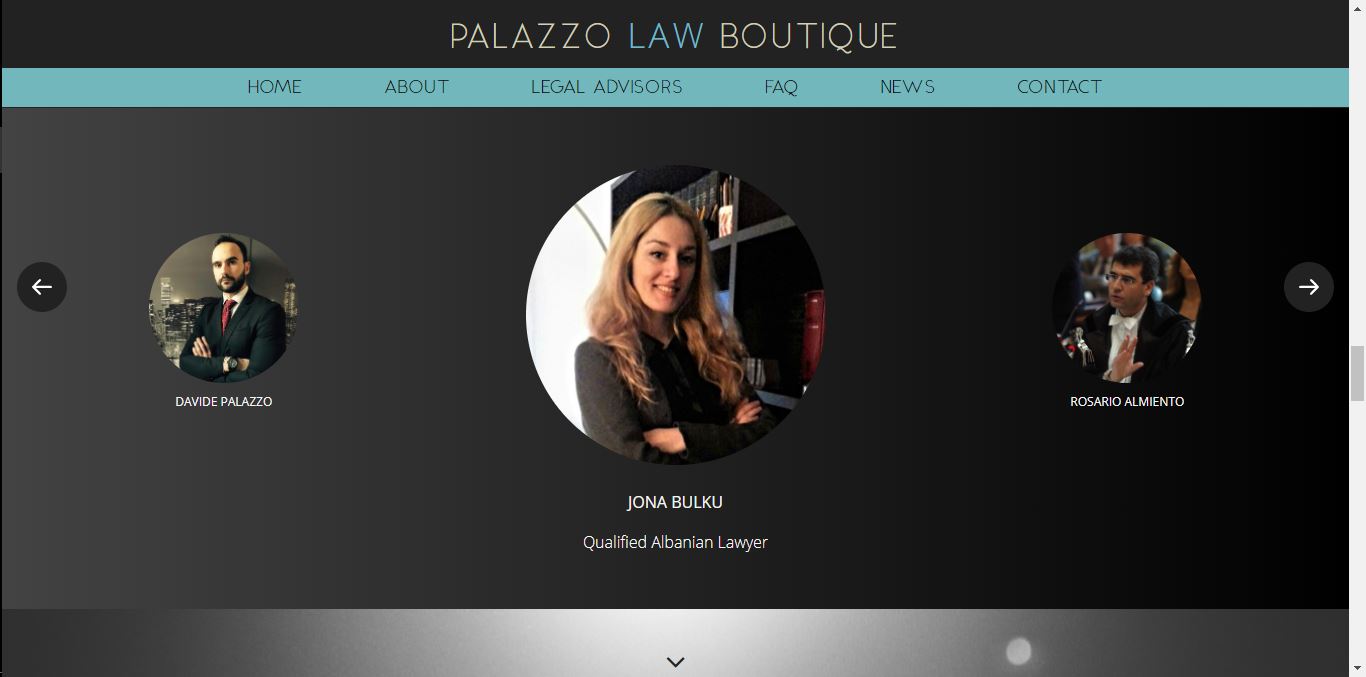 PALAZZO LAW BOUTIQUE
HOME ABOUT LEGAL ADVISORS FAQ NEWS CONTACT
DAVIDE PALAZZO
ROSARIO ALMIENTO
JONA BULKU
Qualified Albanian Lawyer